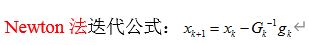 Newton 法迭代公式： $x_{k+1} = x_k - G_k^{-1} g_k$ ↵